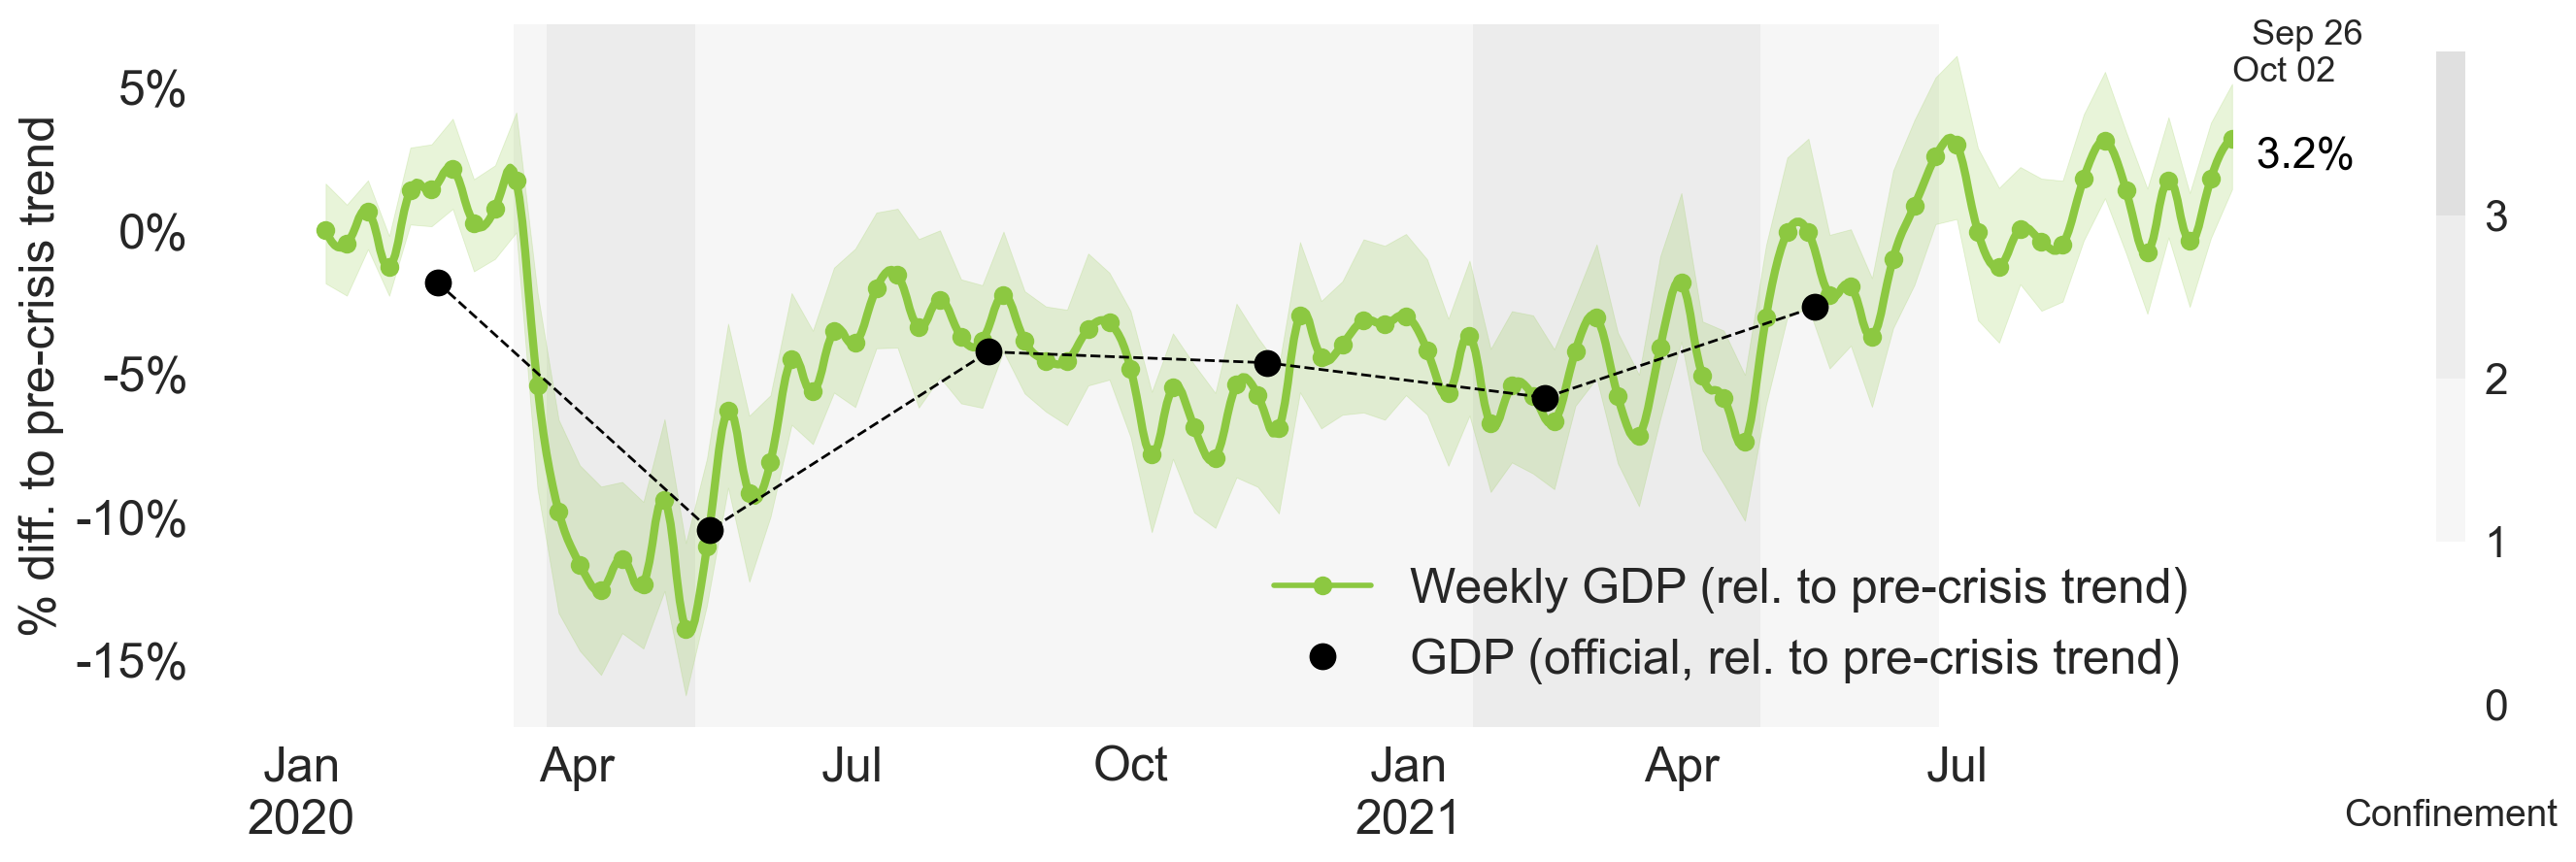 % diff. to pre-crisis trend
5%
0%
-5%
-10%
-15%
Sep 26
Oct 02
3.2%
Weekly GDP (rel. to pre-crisis trend)
GDP (official, rel. to pre-crisis trend)
Jan
2020
Apr
Jul
Oct
Jan
2021
Apr
Jul
3
2
1
0
Confinement